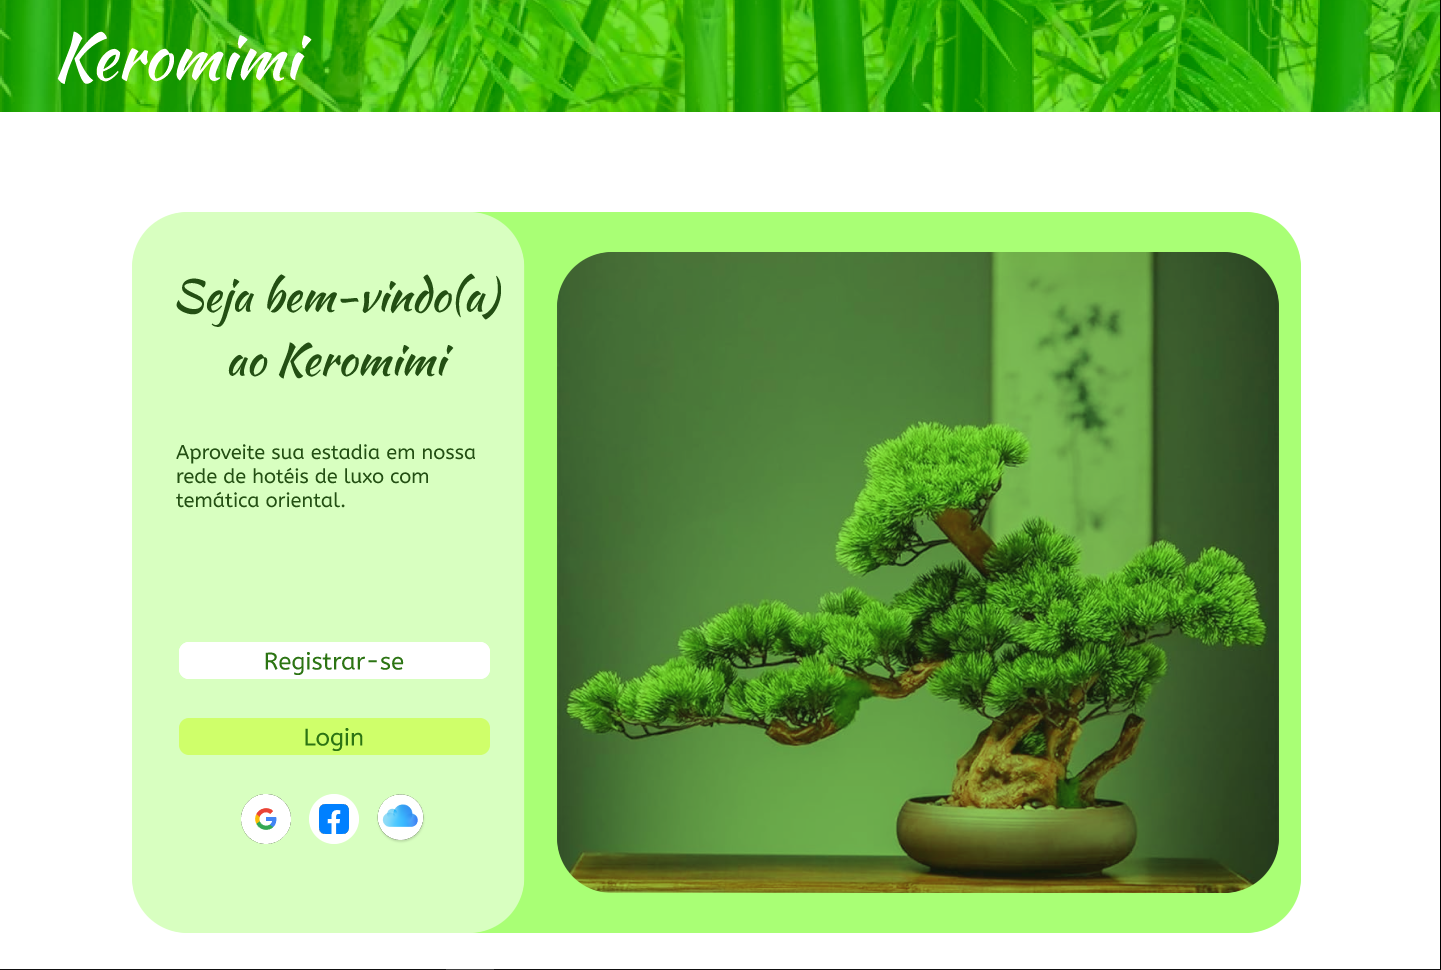 Keromimi
Seja bem-vindo(a)
ao Keromimi
Aproveite sua estadia em nossa
rede de hotéis de luxo com
temática oriental.
Registrar-se
Login